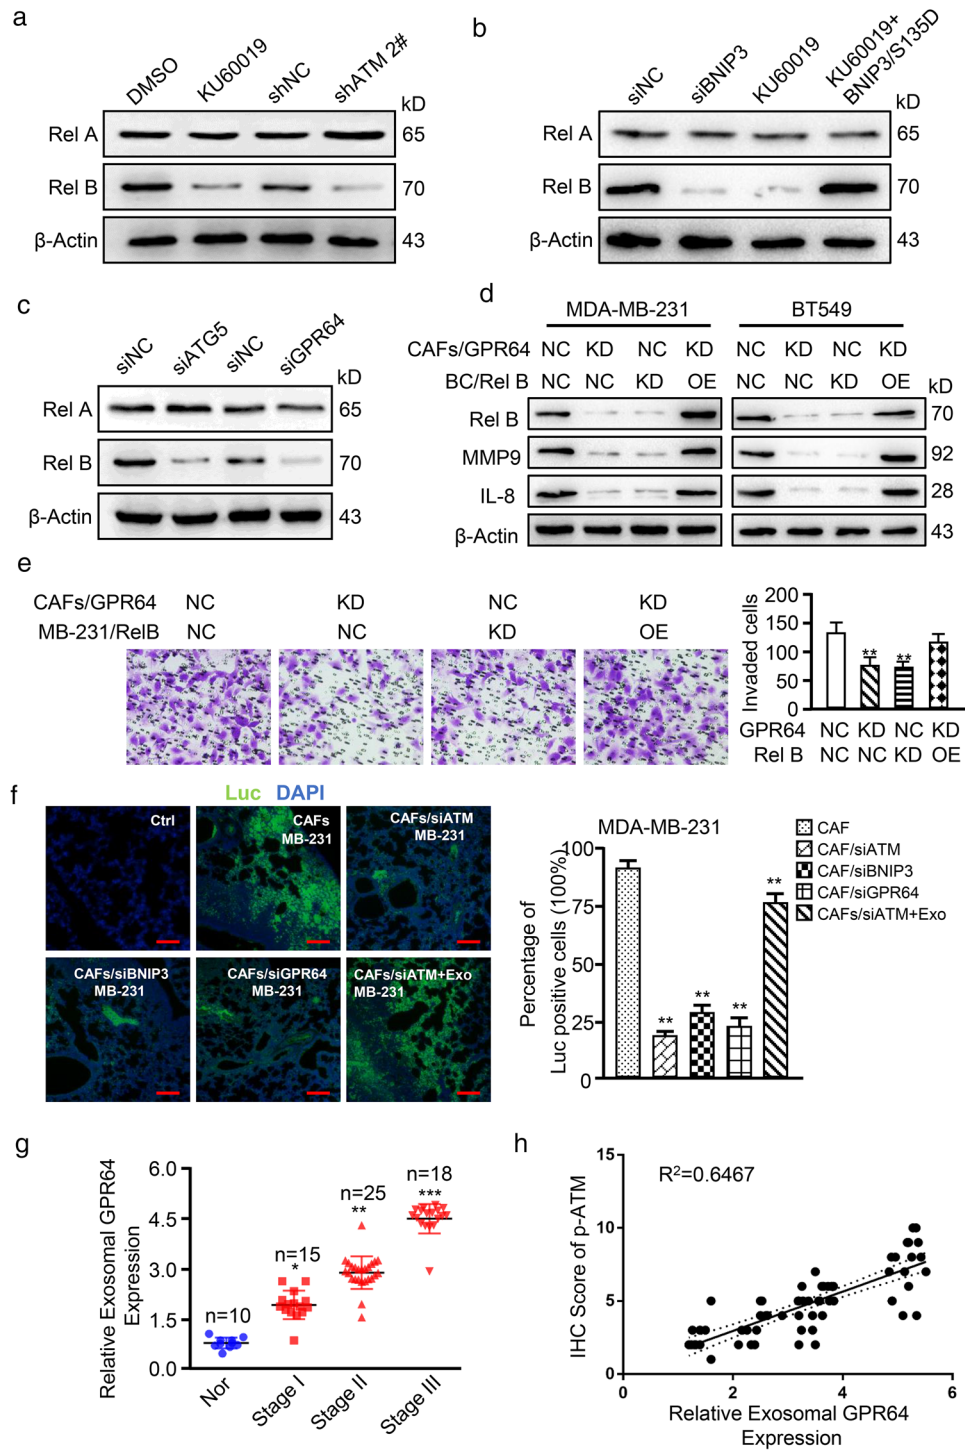 a
DMSO
KU60019
shNC
shATM 2#
kD
Rel A
65
Rel B
70
β-Actin
43
b
siNC
siBNIP3
KU60019
KU60019+
BNIP3/S135D
kD
Rel A
65
Rel B
70
β-Actin
43
c
siNC
siATG5
siNC
siGPR64
kD
Rel A
65
Rel B
70
β-Actin
43
d
MDA-MB-231 BT549
CAFs/GPR64 NC KD NC KD NC KD NC KD
BC/Rel B NC NC KD OE NC NC KD OE kD
Rel B 70
MMP9 92
IL-8 28
β-Actin 43
e
CAFs/GPR64 NC KD NC KD
MB-231/RelB NC NC KD OE
Invaded cells
200
150
100
50
0
** **
GPR64 NC KD NC KD
Rel B NC NC KD OE
f
Luc DAPI
Ctrl
CAFs
MB-231
CAFs/siATM
MB-231
CAFs/siBNIP3
MB-231
CAFs/siGPR64
MB-231
CAFs/siATM+Exo
MB-231
MDA-MB-231
Percentage of
Luc positive cells (100%)
100
75
50
25
0
** ** ** **
CAF
CAF/siATM
CAF/siBNIP3
CAF/siGPR64
CAFs/siATM+Exo
g
Relative Exosomal GPR64
Expression
6.0
4.5
3.0
1.5
0.0
n=10
n=15
*
n=25
**
n=18
***
Nor
Stage I
Stage II
Stage III
h
IHC Score of p-ATM
15
10
5
0
R²=0.6467
0 2 4 6
Relative Exosomal GPR64
Expression